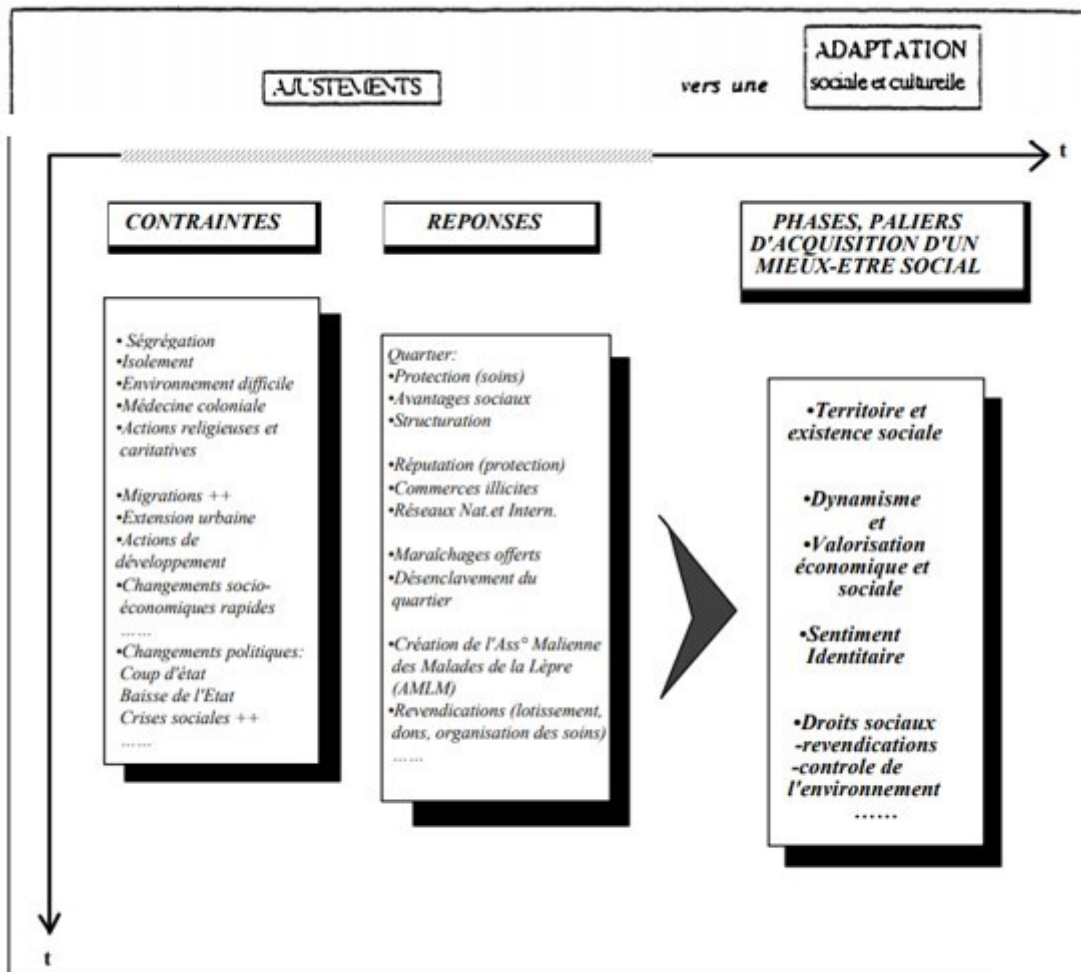 AJUSTEMENTS
vers une
ADAPTATION
sociale et culturelle
t
CONTRAINTES
REPONSES
PHASES, PALIERS
D'ACQUISITION D'UN
MIEUX-ETRE SOCIAL
• Ségrégation
•Isolement
•Environnement difficile
•Médecine coloniale
•Actions religieuses et
caritatives
•Migrations ++
•Extension urbaine
•Actions de
développement
•Changements socio-
économiques rapides
……
•Changements politiques:
Coup d'état
Baisse de l'Etat
Crises sociales ++
……
Quartier:
•Protection (soins)
•Avantages sociaux
•Structuration
•Réputation (protection)
•Commerces illicites
•Réseaux Nat.et Intern.
•Maraîchages offerts
•Désenclavement du
quartier
•Création de l'Ass° Malienne
des Malades de la Lèpre
(AMLM)
•Revendications (lotissement,
dons, organisation des soins)
……
•Territoire et
existence sociale
•Dynamisme
et
•Valorisation
économique et
sociale
•Sentiment
Identitaire
•Droits sociaux
-revendications
-controle de
l'environnement
……
t